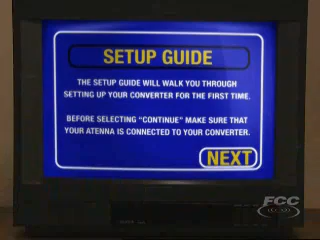 SETUP GUIDE
THE SETUP GUIDE WILL WALK YOU THROUGH
SETTING UP YOUR CONVERTER FOR THE FIRST TIME.
BEFORE SELECTING "CONTINUE" MAKE SURE THAT
YOUR ATENNA IS CONNECTED TO YOUR CONVERTER.
NEXT
FCC